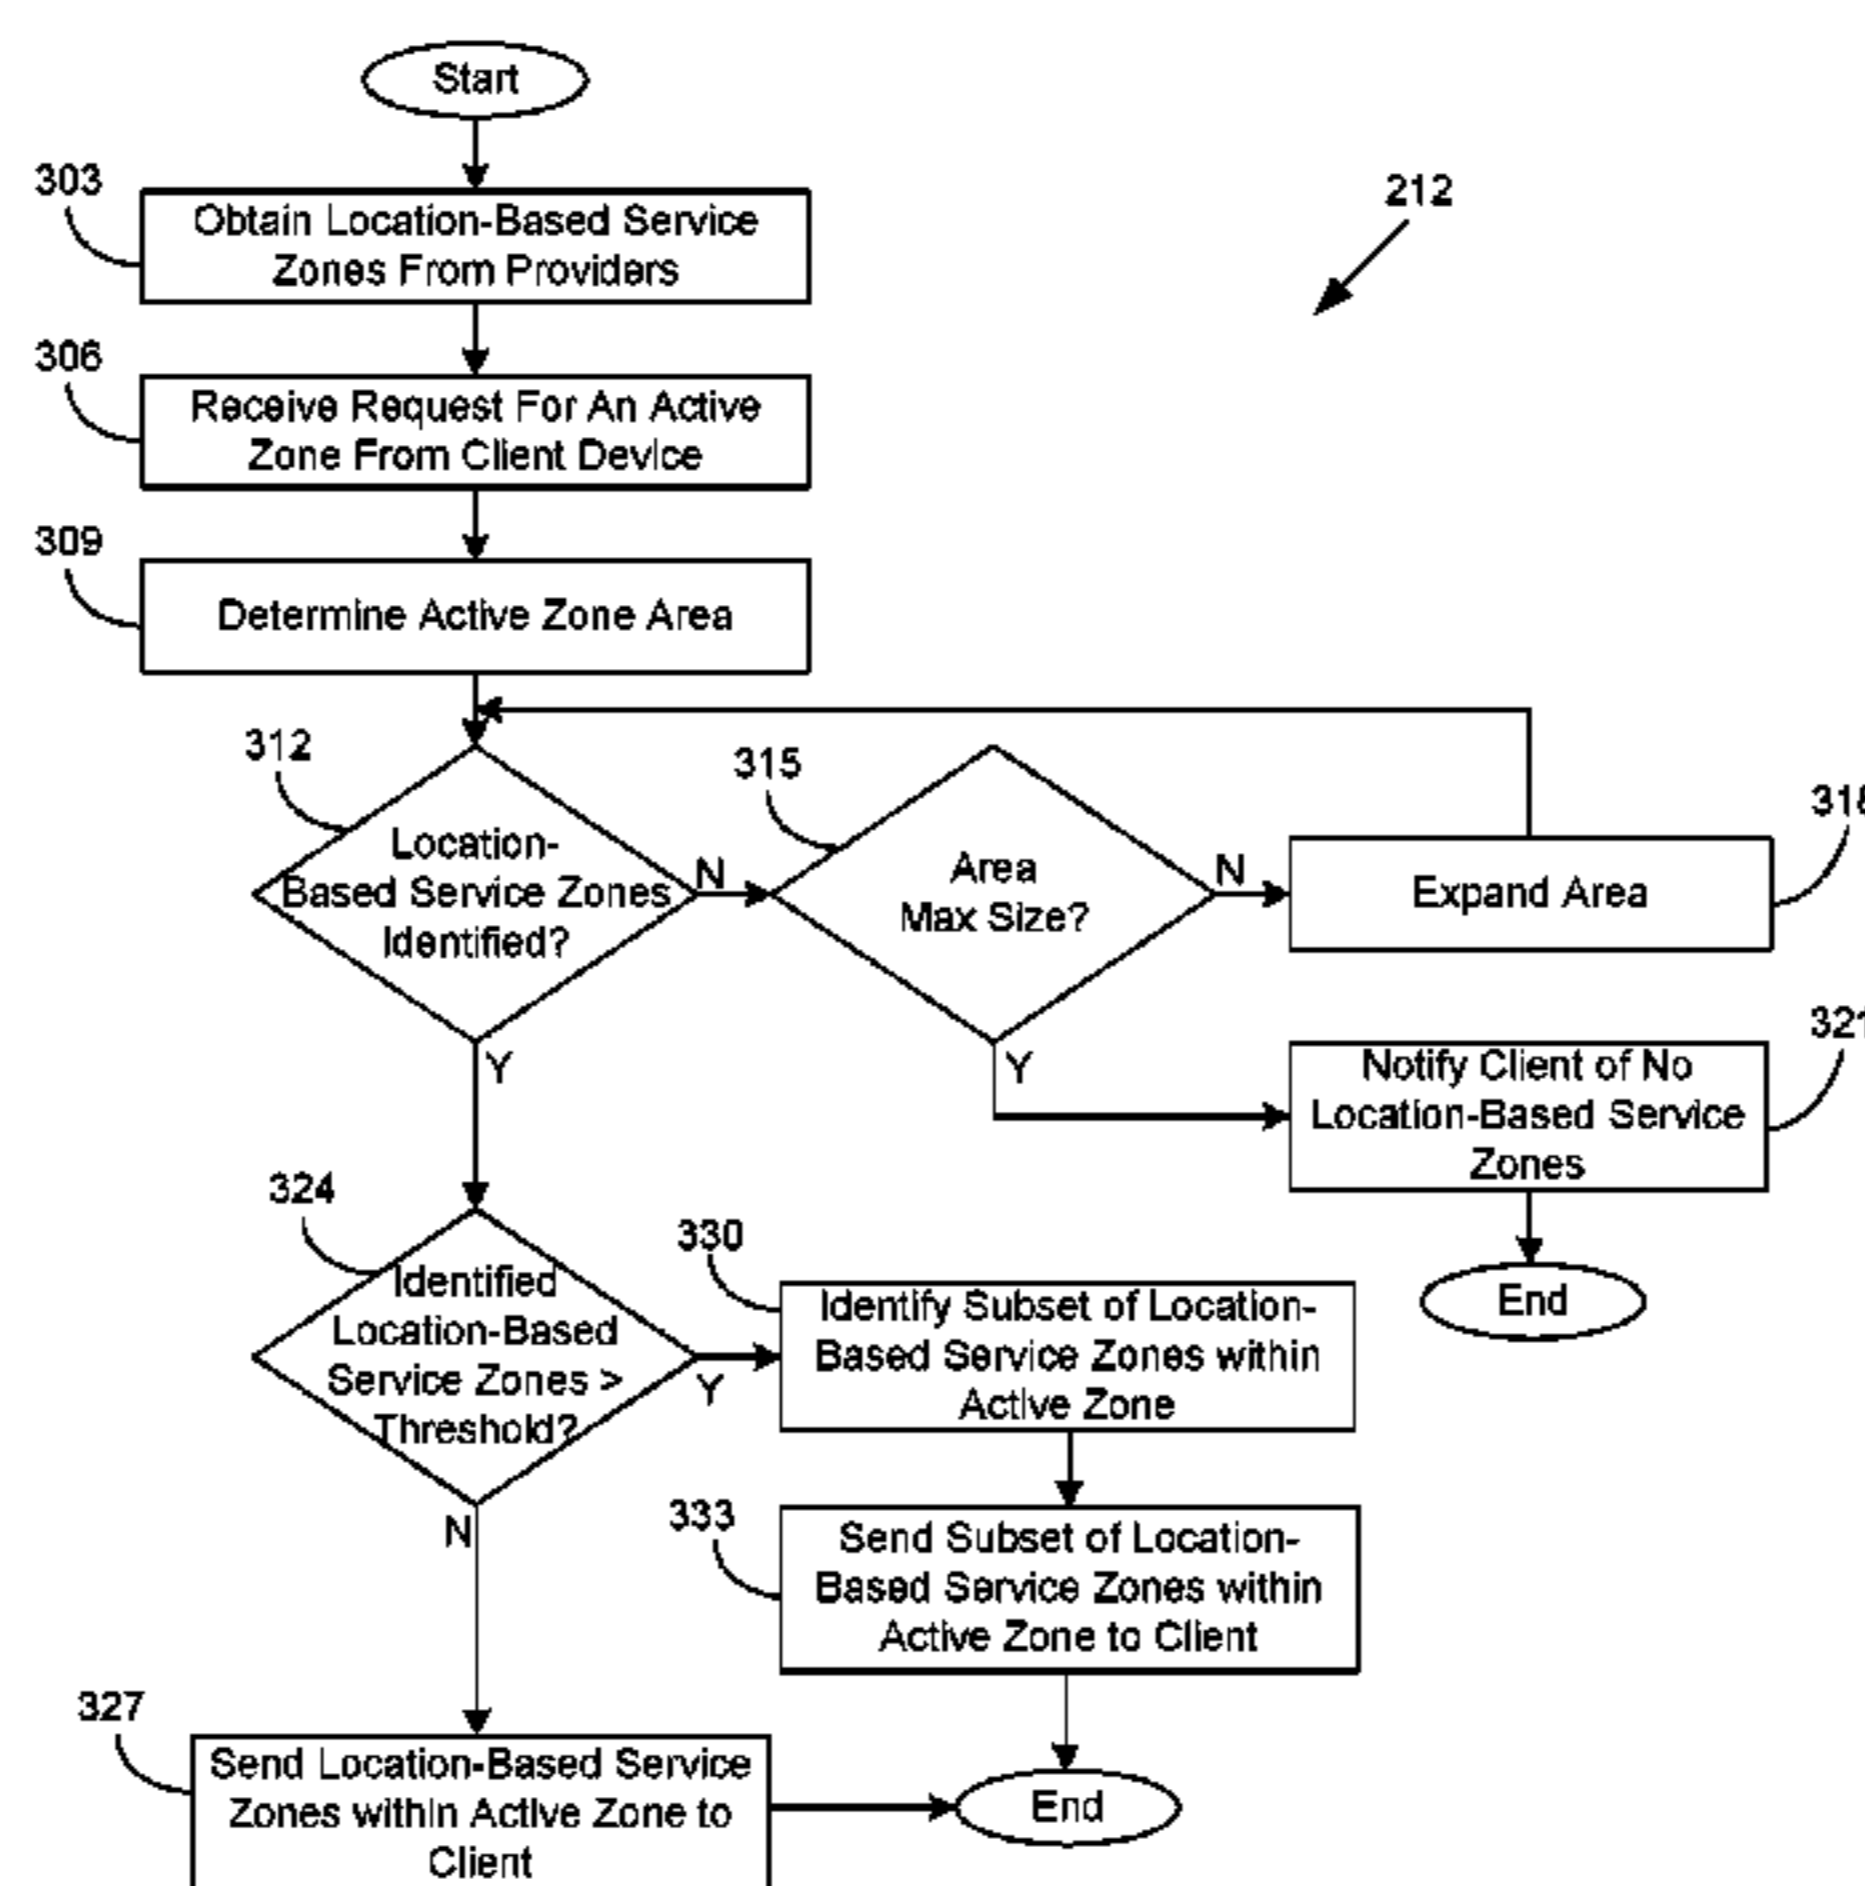 Start
303
Obtain Location-Based Service
Zones From Providers
212
306
Receive Request For An Active
Zone From Client Device
309
Determine Active Zone Area
312
Location-
Based Service Zones
Identified?
N
Y
315
Area
Max Size?
N
Y
318
Expand Area
321
Notify Client of No
Location-Based Service
Zones
End
324
Identified
Location-Based
Service Zones >
Threshold?
Y
N
330
Identify Subset of Location-
Based Service Zones within
Active Zone
333
Send Subset of Location-
Based Service Zones within
Active Zone to Client
327
Send Location-Based Service
Zones within Active Zone to
Client
End